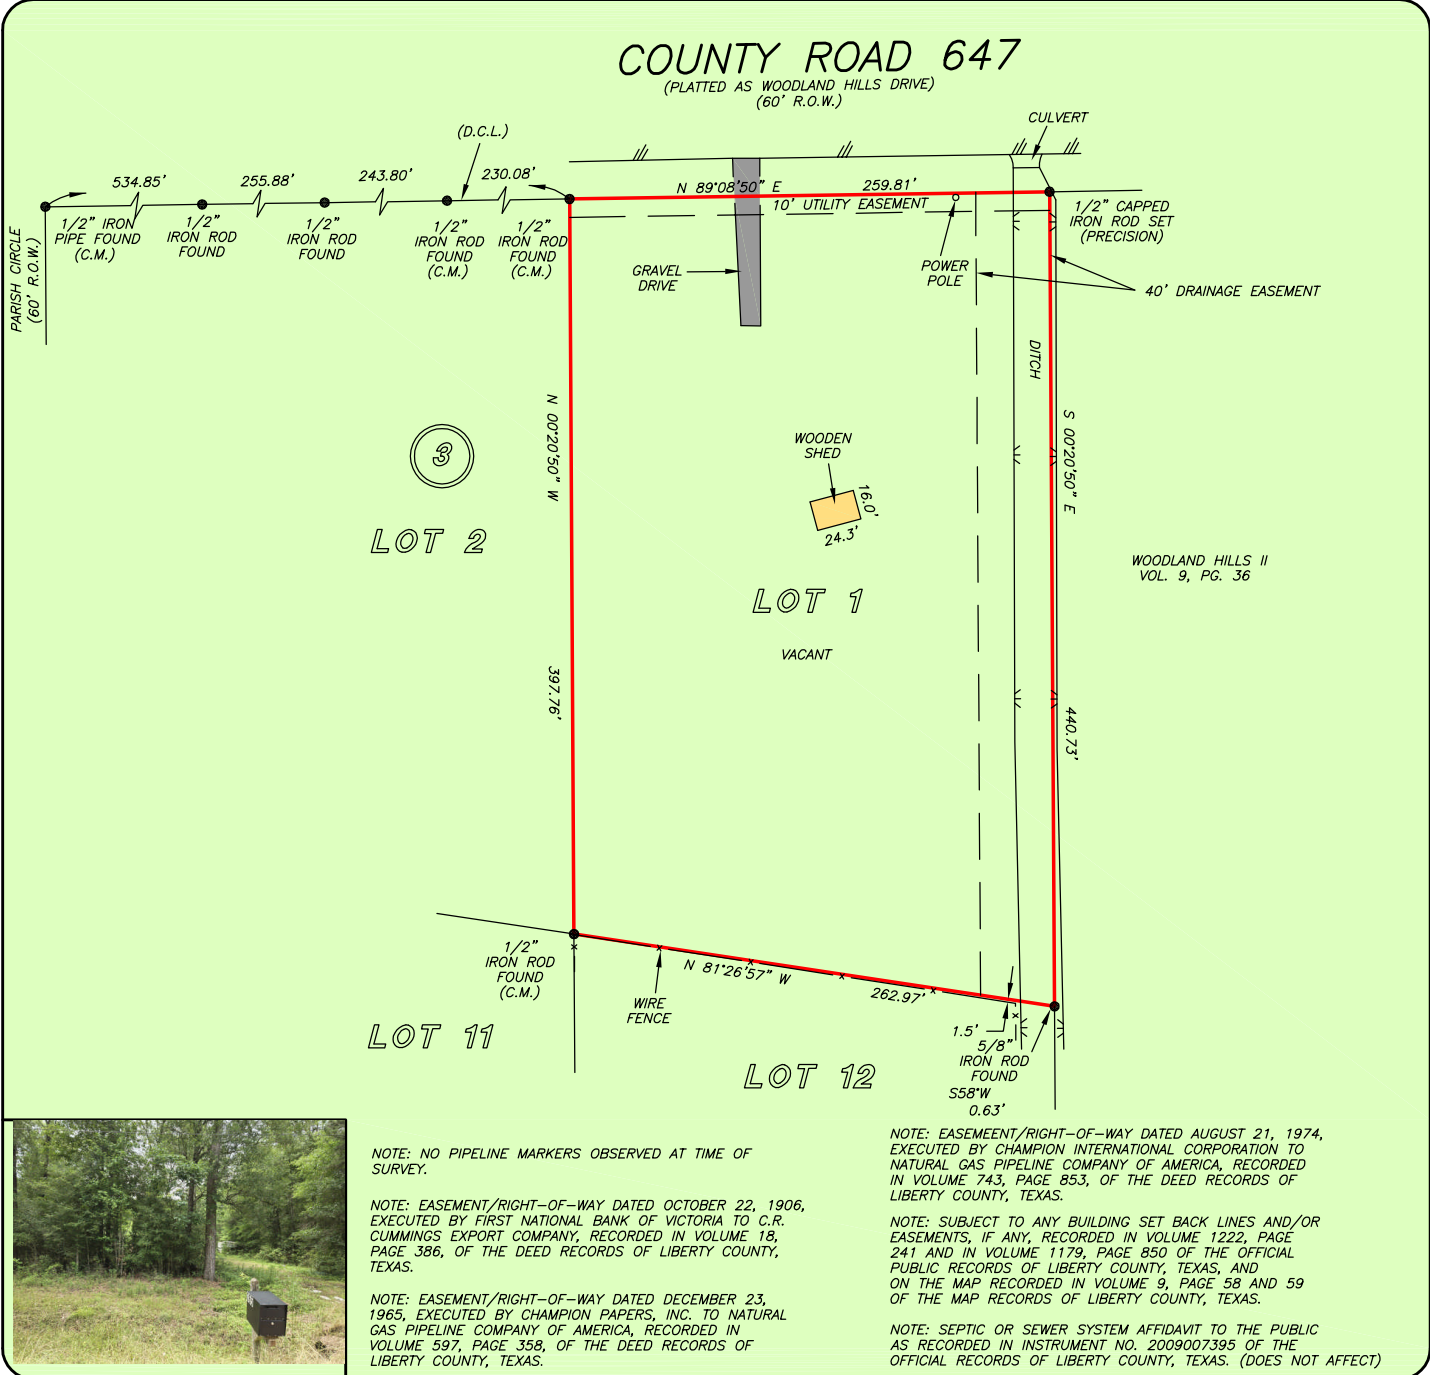 COUNTY ROAD 647
(PLATTED AS WOODLAND HILLS DRIVE)
(60' R.O.W.)
CULVERT
(D.C.L.)
534.85'
255.88'
243.80'
230.08'
N 89°08'50" E
259.81'
10' UTILITY EASEMENT
1/2" IRON
PIPE FOUND
(C.M.)
1/2"
IRON ROD
FOUND
1/2"
IRON ROD
FOUND
1/2"
IRON ROD
FOUND
(C.M.)
1/2"
IRON ROD
FOUND
(C.M.)
1/2" CAPPED
IRON ROD SET
(PRECISION)
PARISH CIRCLE
(60' R.O.W.)
GRAVEL
DRIVE
POWER
POLE
40' DRAINAGE EASEMENT
DITCH
N 00°20'50" W
S 00°20'50" E
3
WOODEN
SHED
16.0'
24.3'
LOT 2
WOODLAND HILLS II
VOL. 9, PG. 36
LOT 1
VACANT
397.76'
440.73'
1/2"
IRON ROD
FOUND
(C.M.)
N 81°26'57" W
262.97'
WIRE
FENCE
LOT 11
LOT 12
1.5'
5/8"
IRON ROD
FOUND
S58°W
0.63'
NOTE: NO PIPELINE MARKERS OBSERVED AT TIME OF
SURVEY.
NOTE: EASEMENT/RIGHT-OF-WAY DATED OCTOBER 22, 1906,
EXECUTED BY FIRST NATIONAL BANK OF VICTORIA TO C.R.
CUMMINGS EXPORT COMPANY, RECORDED IN VOLUME 18,
PAGE 386, OF THE DEED RECORDS OF LIBERTY COUNTY,
TEXAS.
NOTE: EASEMENT/RIGHT-OF-WAY DATED DECEMBER 23,
1965, EXECUTED BY CHAMPION PAPERS, INC. TO NATURAL
GAS PIPELINE COMPANY OF AMERICA, RECORDED IN
VOLUME 597, PAGE 358, OF THE DEED RECORDS OF
LIBERTY COUNTY, TEXAS.
NOTE: EASEMEENT/RIGHT-OF-WAY DATED AUGUST 21, 1974,
EXECUTED BY CHAMPION INTERNATIONAL CORPORATION TO
NATURAL GAS PIPELINE COMPANY OF AMERICA, RECORDED
IN VOLUME 743, PAGE 853, OF THE DEED RECORDS OF
LIBERTY COUNTY, TEXAS.
NOTE: SUBJECT TO ANY BUILDING SET BACK LINES AND/OR
EASEMENTS, IF ANY, RECORDED IN VOLUME 1222, PAGE
241 AND IN VOLUME 1179, PAGE 850 OF THE OFFICIAL
PUBLIC RECORDS OF LIBERTY COUNTY, TEXAS, AND
ON THE MAP RECORDED IN VOLUME 9, PAGE 58 AND 59
OF THE MAP RECORDS OF LIBERTY COUNTY, TEXAS.
NOTE: SEPTIC OR SEWER SYSTEM AFFIDAVIT TO THE PUBLIC
AS RECORDED IN INSTRUMENT NO. 2009007395 OF THE
OFFICIAL RECORDS OF LIBERTY COUNTY, TEXAS. (DOES NOT AFFECT)